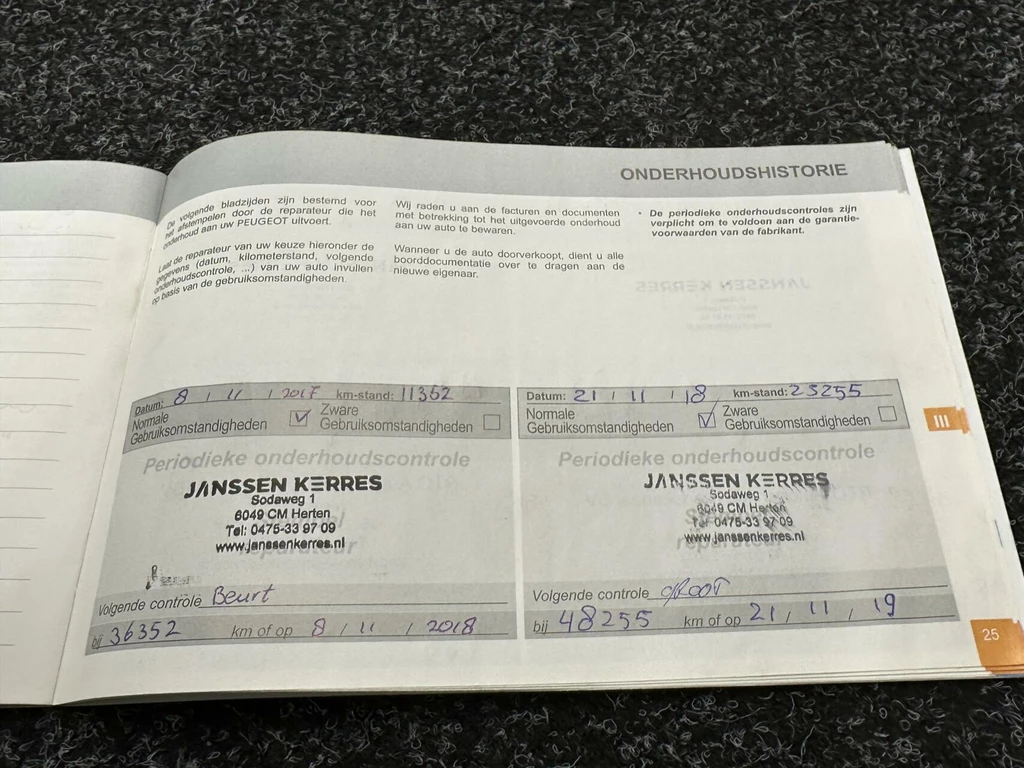 ONDERHOUDSHISTORIE
De volgende bladzijden zijn bestemd voor
het afstempelen door de reparateur die het
onderhoud aan uw PEUGEOT uitvoert.
Laat de reparateur van uw keuze hieronder de
gegevens (datum, kilometerstand, volgende
onderhoudscontrole, ...) van uw auto invullen
op basis van de gebruiksomstandigheden.
Wij raden u aan de facturen en documenten
met betrekking tot het uitgevoerde onderhoud
aan uw auto te bewaren.
Wanneer u de auto doorverkoopt, dient u alle
boorddocumentatie over te dragen aan de
nieuwe eigenaar.
• De periodieke onderhoudscontroles zijn
verplicht om te voldoen aan de garantie-
voorwaarden van de fabrikant.
Datum: 8 / 11 / 2017 km-stand: 11352
Normale
Gebruiksomstandigheden
Zware
Gebruiksomstandigheden
Periodieke onderhoudscontrole
JANSSEN KERRES
Sodaweg 1
6049 CM Herten
Tel: 0475-33 97 09
www.janssenkerres.nl
reparateur
Volgende controle Beurt
bij 36352 km of op 8 / 11 / 2018
Datum: 21 / 11 / 18 km-stand: 23255
Normale
Gebruiksomstandigheden
Zware
Gebruiksomstandigheden
Periodieke onderhoudscontrole
JANSSEN KERRES
Sodaweg 1
6049 CM Herten
Tel: 0475-33 97 09
www.janssenkerres.nl
reparateur
Volgende controle GROOT
bij 48255 km of op 21 / 11 / 19
III
25